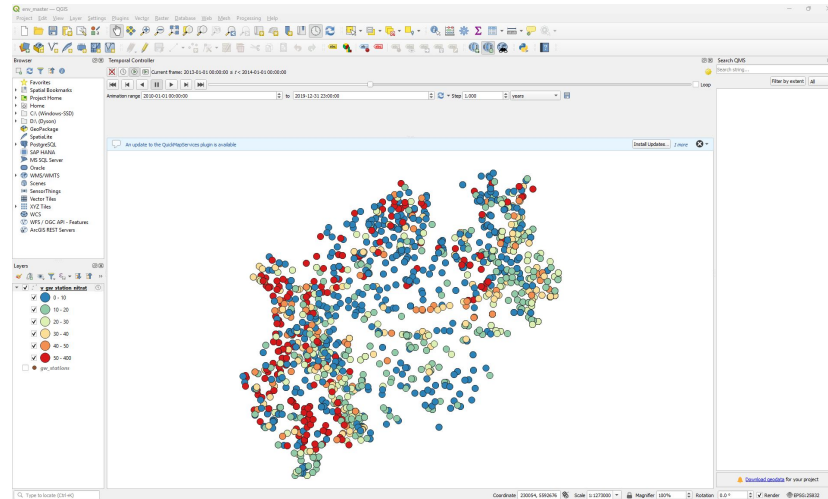 env_master — QGIS
Project Edit View Layer Settings Plugins Vector Raster Database Web Mesh Processing Help
Browser
Temporal Controller
Search QMS
Current frame: 2013-01-01 00:00:00 ≤ t < 2014-01-01 00:00:00
Search string...
Filter by extent All
Loop
Animation range 2010-01-01 00:00:00 to 2019-12-31 23:00:00 Step 1.000 years
Favorites
Spatial Bookmarks
Project Home
Home
C:\ (Windows-SSD)
D:\ (Dyson)
GeoPackage
SpatiaLite
PostgreSQL
SAP HANA
MS SQL Server
Oracle
WMS/WMTS
Scenes
SensorThings
Vector Tiles
XYZ Tiles
WCS
WFS / OGC API - Features
ArcGIS REST Servers
An update to the QuickMapServices plugin is available
Install Updates... 1 more
Layers
v_gw_station_nitrat
0 - 10
10 - 20
20 - 30
30 - 40
40 - 50
50 - 400
gw_stations
Download geodata for your project
Type to locate (Ctrl+K)
Coordinate 230054, 5592676 Scale 1:1273000 Magnifier 100% Rotation 0.0 ° Render EPSG:25832